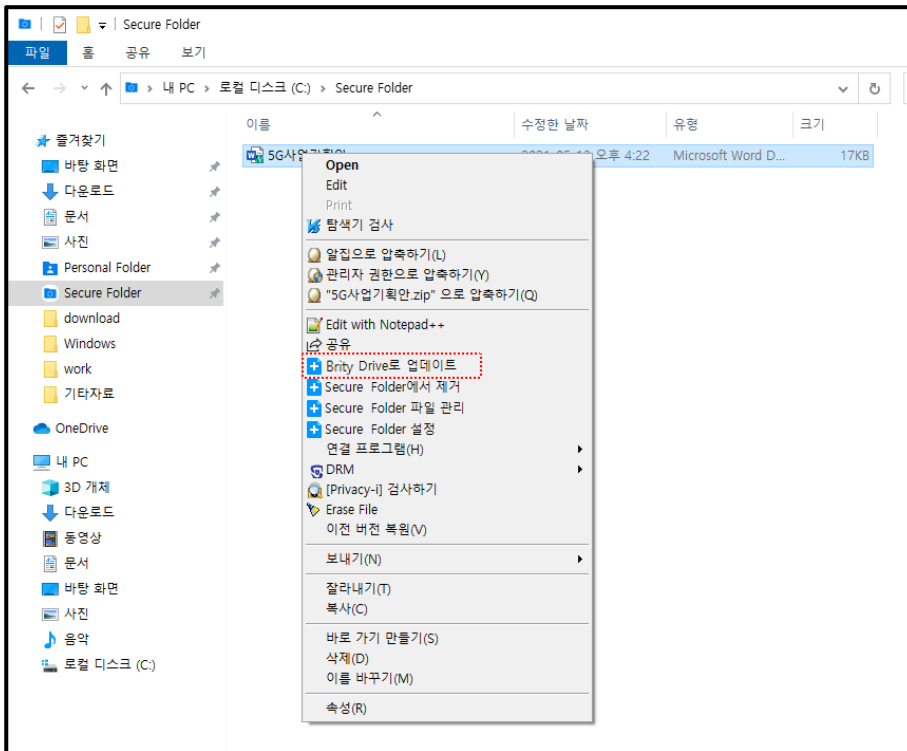 Secure Folder
파일 홈 공유 보기
내 PC › 로컬 디스크 (C:) › Secure Folder
이름 수정한 날짜 유형 크기
즐겨찾기
바탕 화면
다운로드
문서
사진
Personal Folder
Secure Folder
download
Windows
work
기타자료
OneDrive
내 PC
3D 개체
다운로드
동영상
문서
바탕 화면
사진
음악
로컬 디스크 (C:)
5G사업기획안 오후 4:22 Microsoft Word D... 17KB
Open
Edit
Print
탐색기 검사
알집으로 압축하기(L)
관리자 권한으로 압축하기(Y)
"5G사업기획안.zip" 으로 압축하기(Q)
Edit with Notepad++
공유
Brity Drive로 업데이트
Secure Folder에서 제거
Secure Folder 파일 관리
Secure Folder 설정
연결 프로그램(H)
DRM
[Privacy-i] 검사하기
Erase File
이전 버전 복원(V)
보내기(N)
잘라내기(T)
복사(C)
바로 가기 만들기(S)
삭제(D)
이름 바꾸기(M)
속성(R)